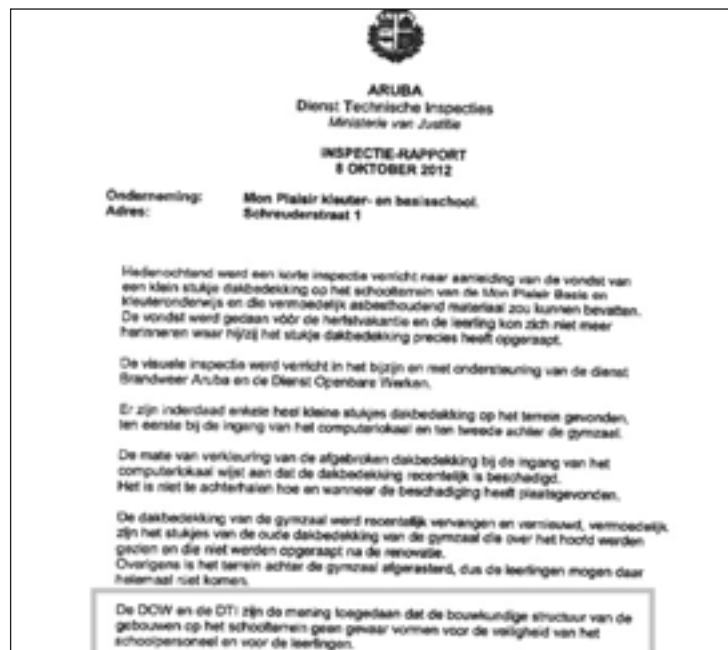 ARUBA
Dienst Technische Inspecties
Ministerie van Justitie
INSPECTIE-RAPPORT
8 OKTOBER 2012
Onderneming: Mon Plaisir kleuter- en basisschool.
Adres: Schreuderstraat 1
Hedenochtend werd een korte inspectie verricht naar aanleiding van de vondst van
een klein stukje dakbedekking op het schoolterrein van de Mon Plaisir Basis en
kleuteronderwijs en die vermoedelijk asbesthoudend materiaal zou kunnen bevatten.
De vondst werd gedaan vóór de herfstvakantie en de leerling kon zich niet meer
herinneren waar hij/zij het stukje dakbedekking precies heeft opgeraapt.
De visuele inspectie werd verricht in het bijzijn en met ondersteuning van de dienst
Brandweer Aruba en de Dienst Openbare Werken.
Er zijn inderdaad enkele heel kleine stukjes dakbedekking op het terrein gevonden,
ten eerste bij de ingang van het computerlokaal en ten tweede achter de gymzaal.
De mate van verkleuring van de afgebroken dakbedekking bij de ingang van het
computerlokaal wijst aan dat de dakbedekking recentelijk is beschadigd.
Het is niet te achterhalen hoe en wanneer de beschadiging heeft plaatsgevonden.
De dakbedekking van de gymzaal werd recentelijk vervangen en vernieuwd, vermoedelijk
zijn het stukjes van de oude dakbedekking van de gymzaal die over het hoofd werden
gezien en die niet werden opgeraapt na de renovatie.
Overigens is het terrein achter de gymzaal afgerasterd, dus de leerlingen mogen daar
helemaal niet komen.
De DOW en de DTI zijn de mening toegedaan dat de bouwkundige structuur van de
gebouwen op het schoolterrein geen gevaar vormen voor de veiligheid van het
schoolpersoneel en voor de leerlingen.